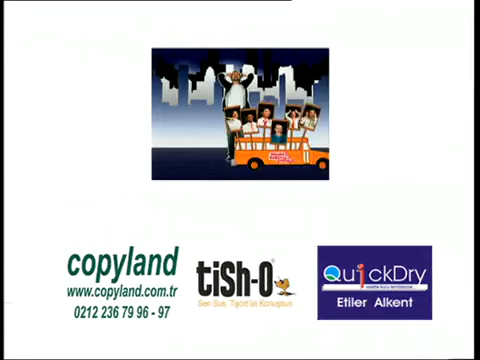 copyland
www.copyland.com.tr
0212 236 79 96 - 97
tiSh-O
Sen Sus, Tişört'ün Konuşsun
QuickDry
Etiler Alkent